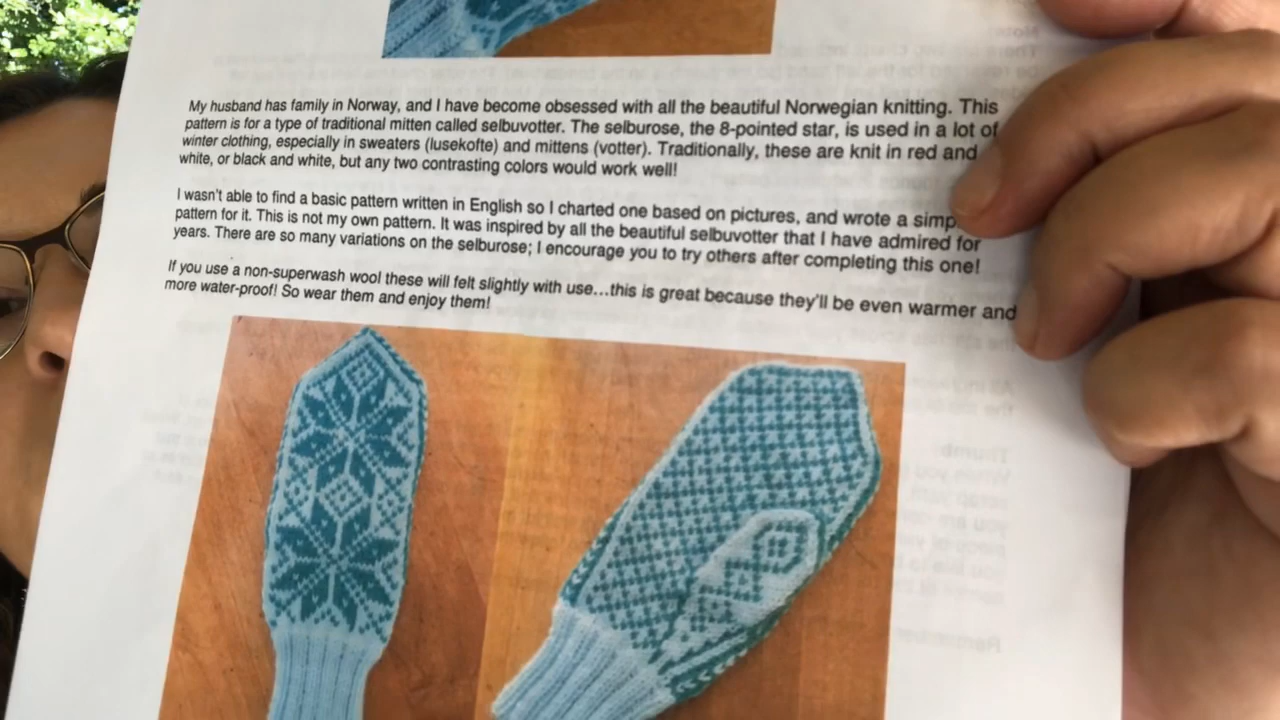 My husband has family in Norway, and I have become obsessed with all the beautiful Norwegian knitting. This
pattern is for a type of traditional mitten called selbuvotter. The selburose, the 8-pointed star, is used in a lot of
winter clothing, especially in sweaters (lusekofte) and mittens (votter). Traditionally, these are knit in red and
white, or black and white, but any two contrasting colors would work well!
I wasn't able to find a basic pattern written in English so I charted one based on pictures, and wrote a simp
pattern for it. This is not my own pattern. It was inspired by all the beautiful selbuvotter that I have admired for
years. There are so many variations on the selburose; I encourage you to try others after completing this one!
If you use a non-superwash wool these will felt slightly with use...this is great because they'll be even warmer and
more water-proof! So wear them and enjoy them!